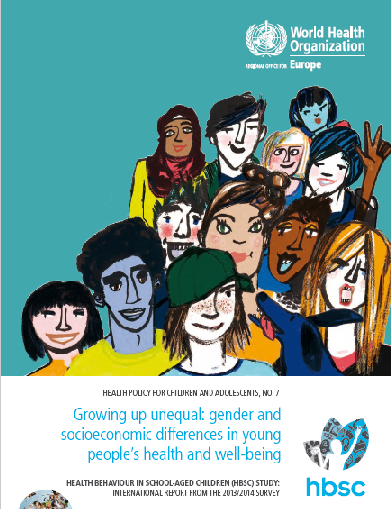 World Health
Organization
REGIONAL OFFICE FOR Europe
HEALTH POLICY FOR CHILDREN AND ADOLESCENTS, NO. 7
Growing up unequal: gender and
socioeconomic differences in young
people's health and well-being
HEALTH BEHAVIOUR IN SCHOOL-AGED CHILDREN (HBSC) STUDY:
INTERNATIONAL REPORT FROM THE 2013/2014 SURVEY
hbsc